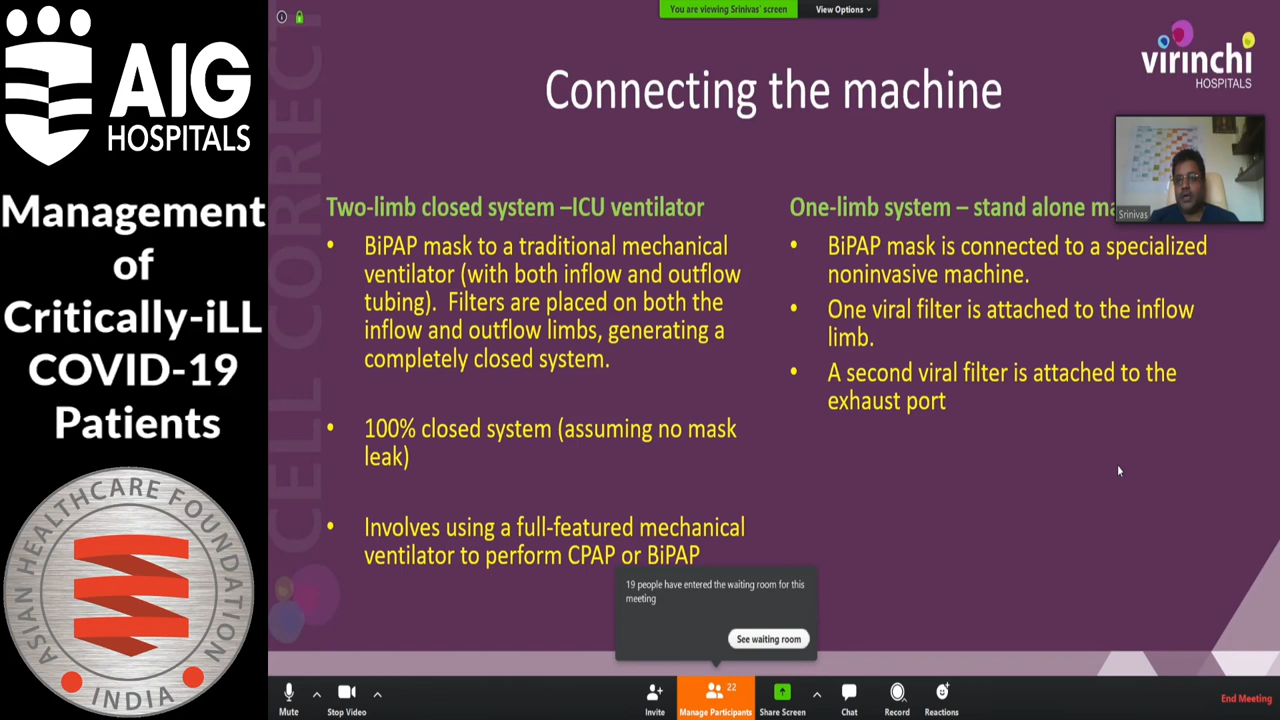 AIG
HOSPITALS
Management
of
Critically-iLL
COVID-19
Patients
ASIAN HEALTHCARE FOUNDATION
INDIA
You are viewing Srinivas' screen
View Options
virinchi
HOSPITALS
CELL CORRECT
Connecting the machine
Srinivas
Two-limb closed system –ICU ventilator
• BiPAP mask to a traditional mechanical
ventilator (with both inflow and outflow
tubing). Filters are placed on both the
inflow and outflow limbs, generating a
completely closed system.
• 100% closed system (assuming no mask
leak)
• Involves using a full-featured mechanical
ventilator to perform CPAP or BiPAP
One-limb system – stand alone
• BiPAP mask is connected to a specialized
noninvasive machine.
• One viral filter is attached to the inflow
limb.
• A second viral filter is attached to the
exhaust port
19 people have entered the waiting room for this
meeting
See waiting room
Mute
Stop Video
Invite
22
Manage Participants
Share Screen
Chat
Record
Reactions
End Meeting